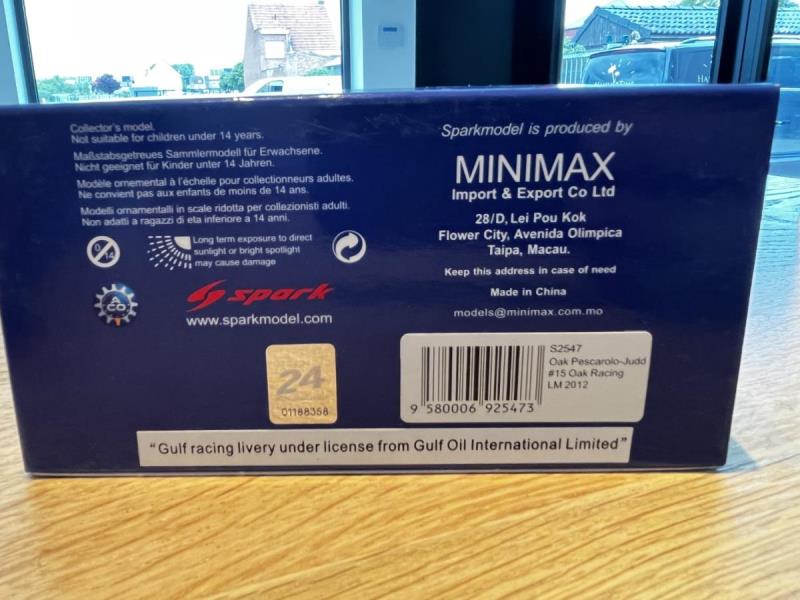 Collector's model.
Not suitable for children under 14 years.
Maßstabsgetreues Sammlermodell für Erwachsene.
Nicht geeignet für Kinder unter 14 Jahren.
Modèle ornemental à l'échelle pour collectionneurs adultes.
Ne convient pas aux enfants de moins de 14 ans.
Modelli ornamentalli in scale ridotta per collezionisti adulti.
Non adatti a ragazzi di eta inferiore a 14 anni.
Long term exposure to direct
sunlight or bright spotlight
may cause damage
ACO
spark
www.sparkmodel.com
Sparkmodel is produced by
MINIMAX
Import & Export Co Ltd
28/D, Lei Pou Kok
Flower City, Avenida Olimpica
Taipa, Macau.
Keep this address in case of need
Made in China
models@minimax.com.mo
24
01188358
9 580006 925473
S2547
Oak Pescarolo-Judd
#15 Oak Racing
LM 2012
"Gulf racing livery under license from Gulf Oil International Limited"